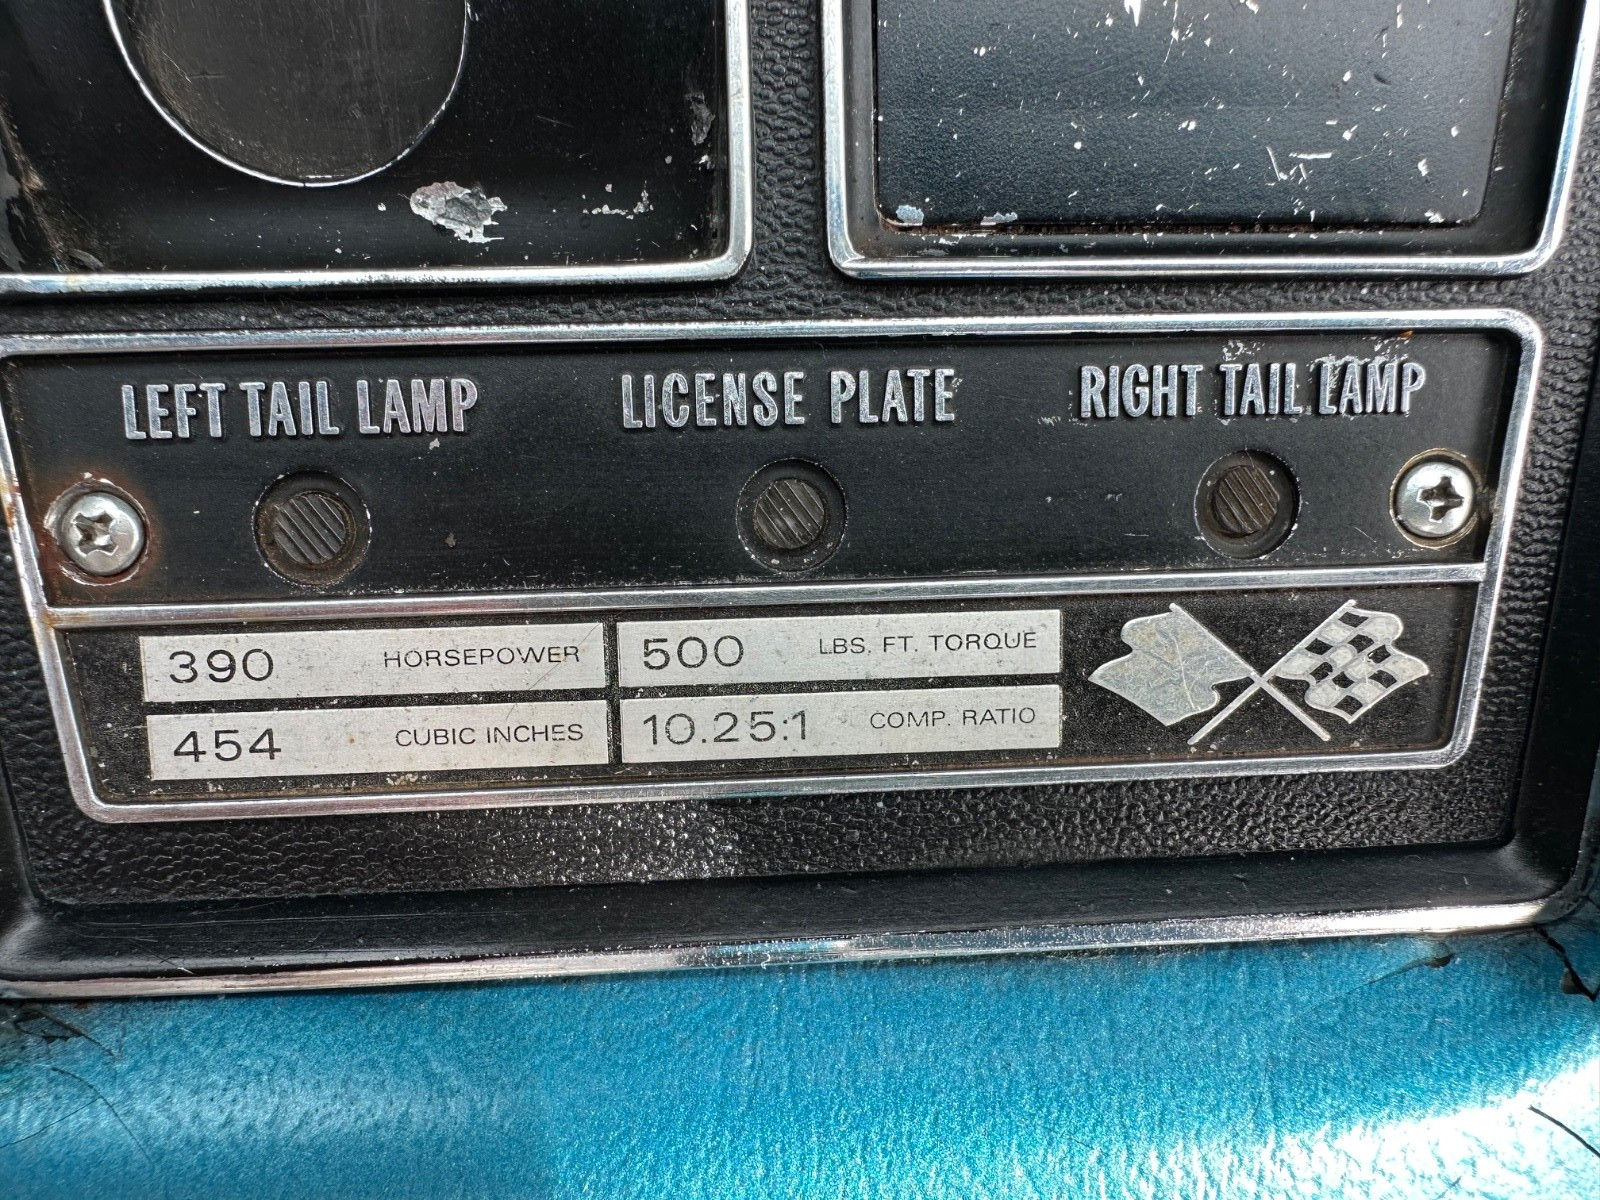 LEFT TAIL LAMP LICENSE PLATE RIGHT TAIL LAMP
390 HORSEPOWER 500 LBS. FT. TORQUE
454 CUBIC INCHES 10.25:1 COMP. RATIO